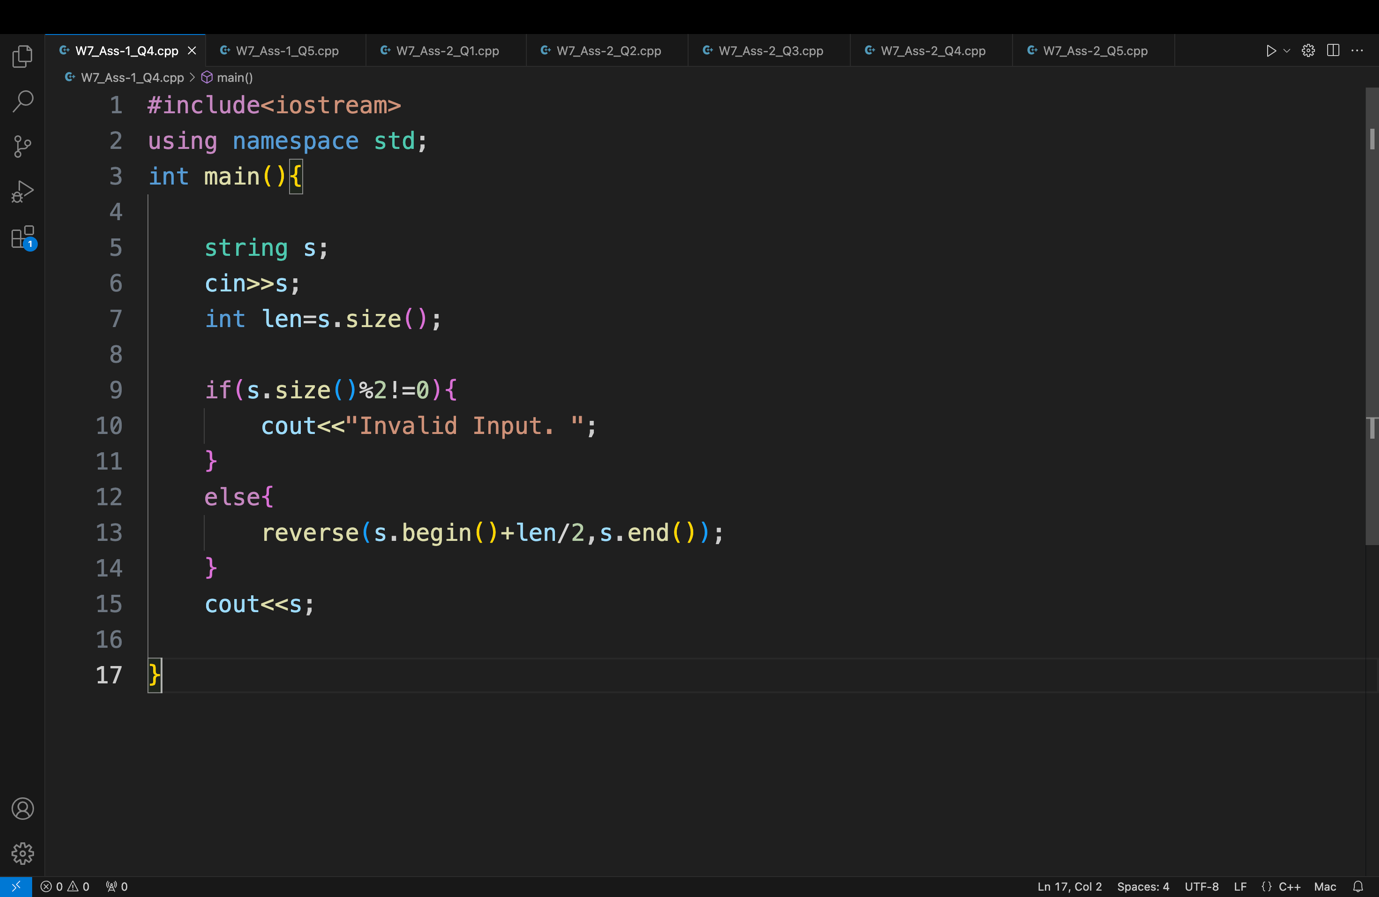 W7_Ass-1_Q4.cpp W7_Ass-1_Q5.cpp W7_Ass-2_Q1.cpp W7_Ass-2_Q2.cpp W7_Ass-2_Q3.cpp W7_Ass-2_Q4.cpp W7_Ass-2_Q5.cpp
W7_Ass-1_Q4.cpp > main()
1 #include<iostream>
2 using namespace std;
3 int main(){
4
5 string s;
6 cin>>s;
7 int len=s.size();
8
9 if(s.size()%2!=0){
10 cout<<"Invalid Input. ";
11 }
12 else{
13 reverse(s.begin()+len/2,s.end());
14 }
15 cout<<s;
16
17 }
1
0 0 0 Ln 17, Col 2 Spaces: 4 UTF-8 LF {} C++ Mac